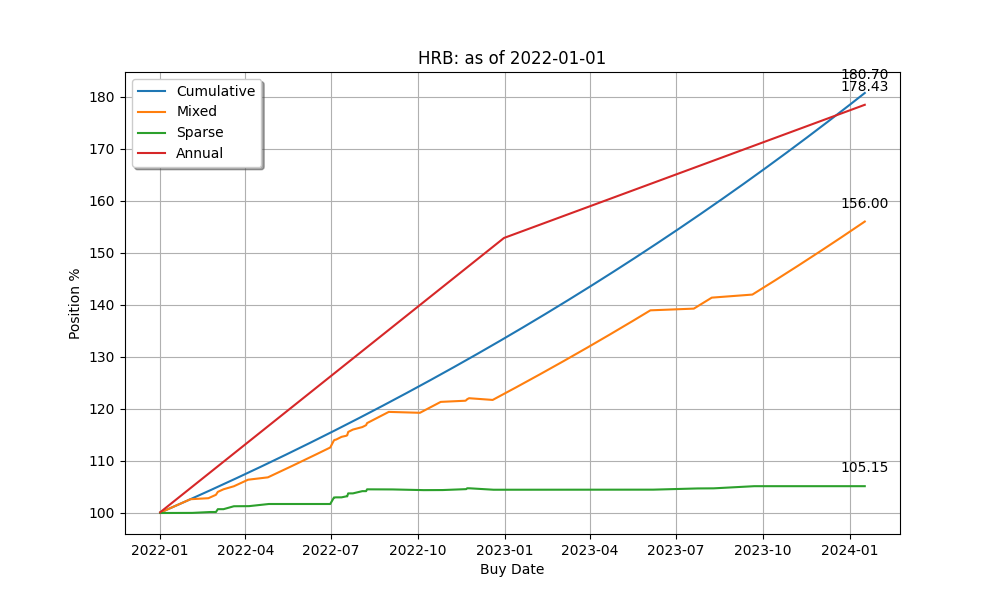 HRB: as of 2022-01-01
180.70
178.43
156.00
105.15
Cumulative
Mixed
Sparse
Annual
180
170
160
150
140
130
120
110
100
Position %
2022-01 2022-04 2022-07 2022-10 2023-01 2023-04 2023-07 2023-10 2024-01
Buy Date